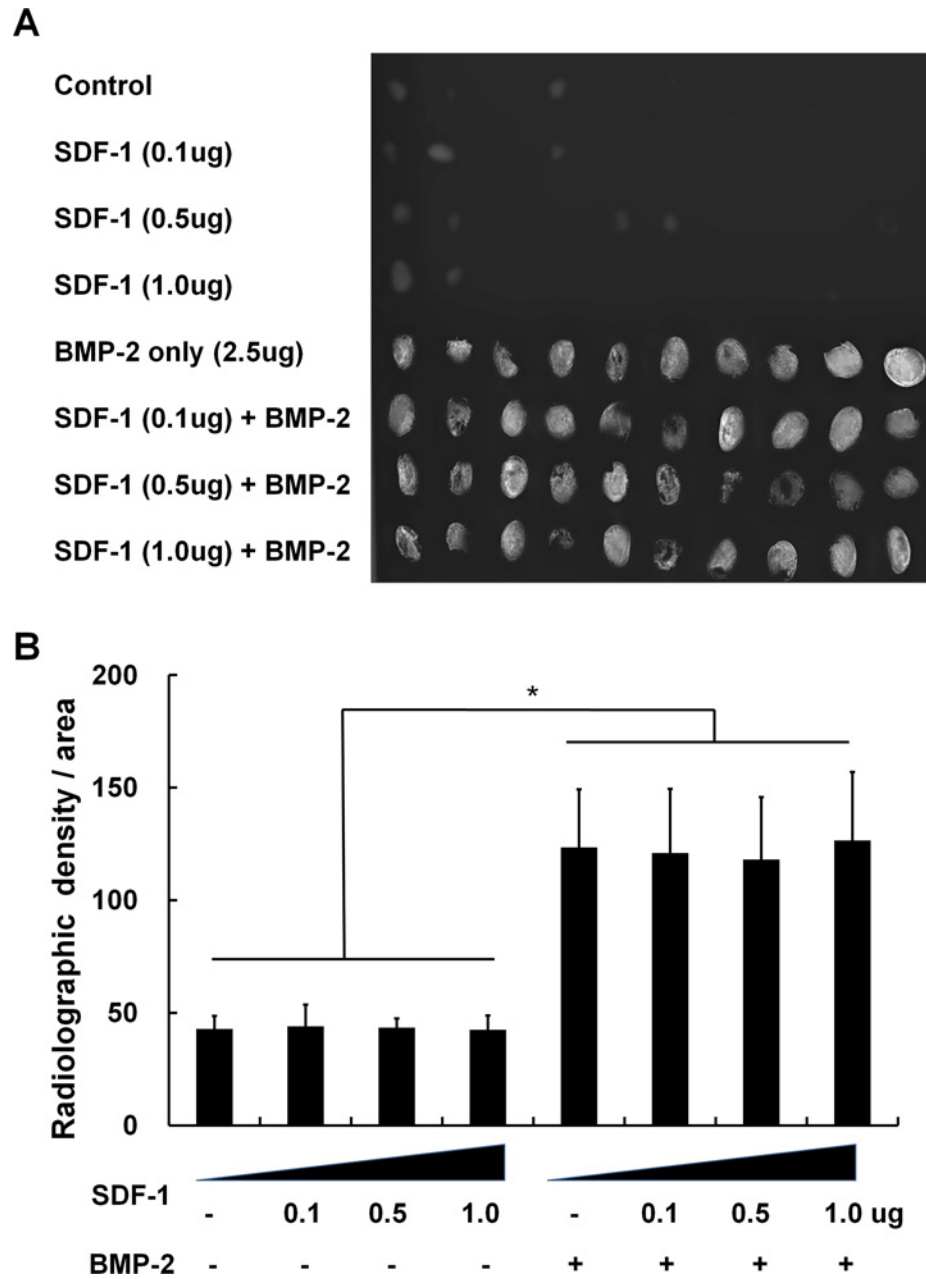 A
Control
SDF-1 (0.1ug)
SDF-1 (0.5ug)
SDF-1 (1.0ug)
BMP-2 only (2.5ug)
SDF-1 (0.1ug) + BMP-2
SDF-1 (0.5ug) + BMP-2
SDF-1 (1.0ug) + BMP-2
B
Radiolographic density / area
200
150
100
50
0
*
SDF-1
- 0.1 0.5 1.0 - 0.1 0.5 1.0 ug
BMP-2 - - - - + + + +